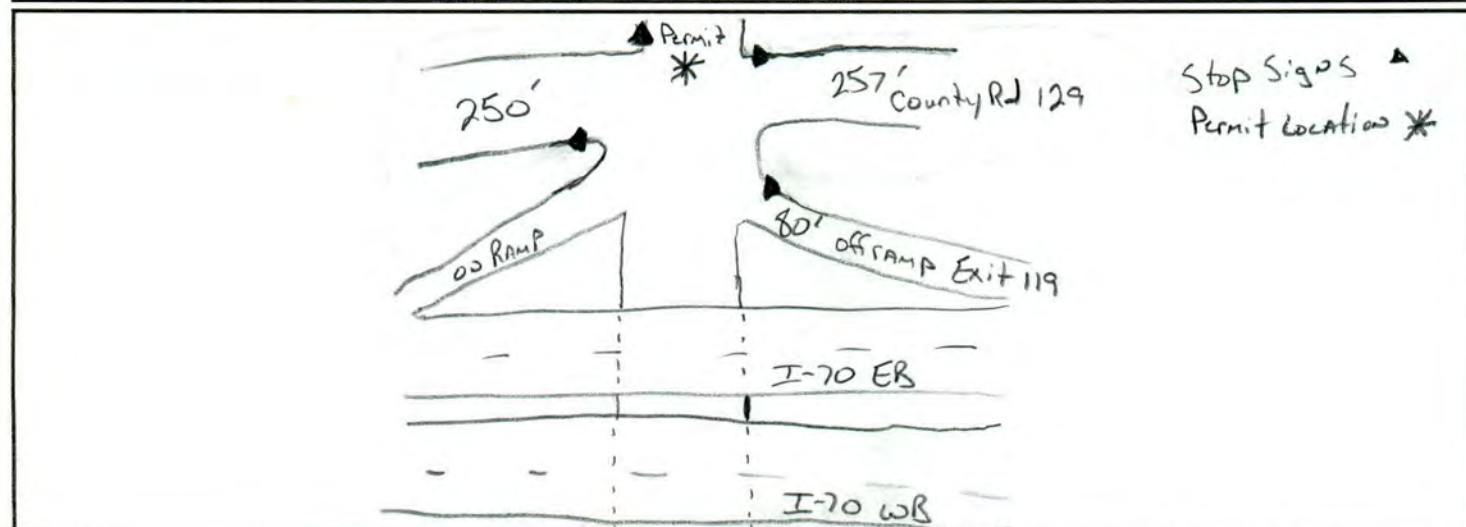 Permit
250'
257'
County Rd 129
Stop Signs
Permit Location
on Ramp
80' off ramp Exit 119
I-70 EB
I-70 WB